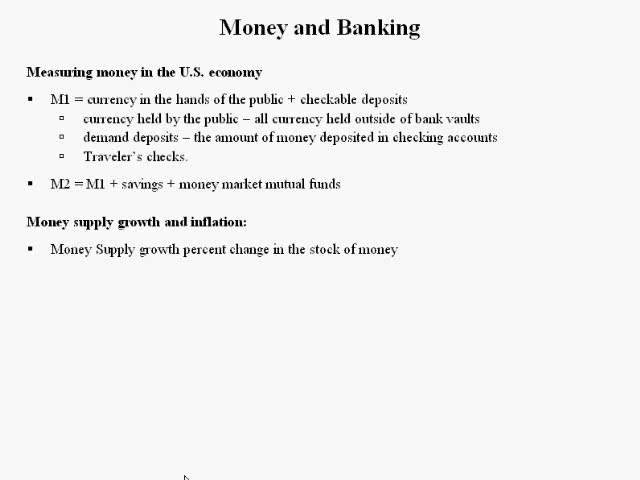 Money and Banking
Measuring money in the U.S. economy
▪ M1 = currency in the hands of the public + checkable deposits
▫ currency held by the public – all currency held outside of bank vaults
▫ demand deposits – the amount of money deposited in checking accounts
▫ Traveler's checks.
▪ M2 = M1 + savings + money market mutual funds
Money supply growth and inflation:
▪ Money Supply growth percent change in the stock of money